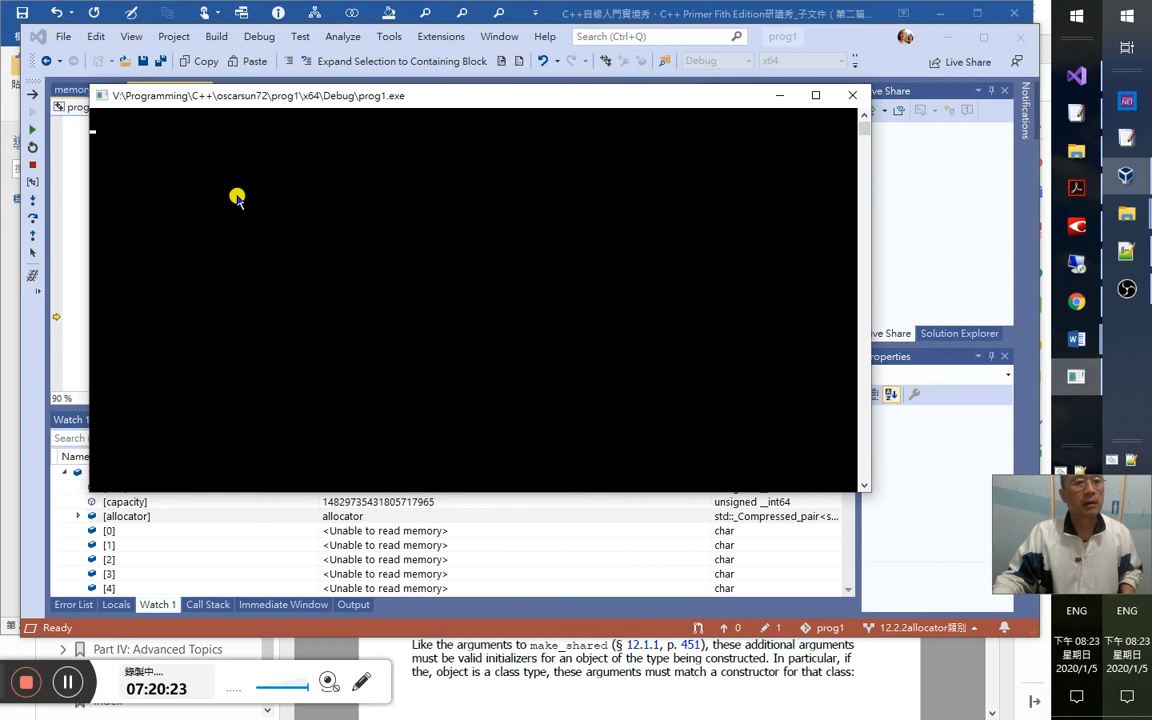 C++自修入門實境秀、C++ Primer Fith Edition研讀秀_子文件 (第二篇...
File Edit View Git Project Build Debug Test Analyze Tools Extensions Window Help Search (Ctrl+Q) prog1
Copy Paste Expand Selection to Containing Block Debug x64 Live Share
memory
prog
V:\Programming\C++\oscarsun72\prog1\x64\Debug\prog1.exe
Live Share
Notifications
ive Share Solution Explorer
roperties
90 %
Watch 1
Search
Name
[capacity] 14829735431805717965 unsigned __int64
[allocator] allocator std::_Compressed_pair<s...
[0] <Unable to read memory> char
[1] <Unable to read memory> char
[2] <Unable to read memory> char
[3] <Unable to read memory> char
[4] <Unable to read memory> char
Error List Locals Watch 1 Call Stack Immediate Window Output
Ready 0 1 prog1 12.2.2allocator類別
Part IV: Advanced Topics
Index
Like the arguments to make_shared (§ 12.1.1, p. 451), these additional arguments
must be valid initializers for an object of the type being constructed. In particular, if
the, object is a class type, these arguments must match a constructor for that class:
錄製中....
07:20:23
ENG ENG
下午 08:23 下午 08:23
星期日 星期日
2020/1/5 2020/1/5